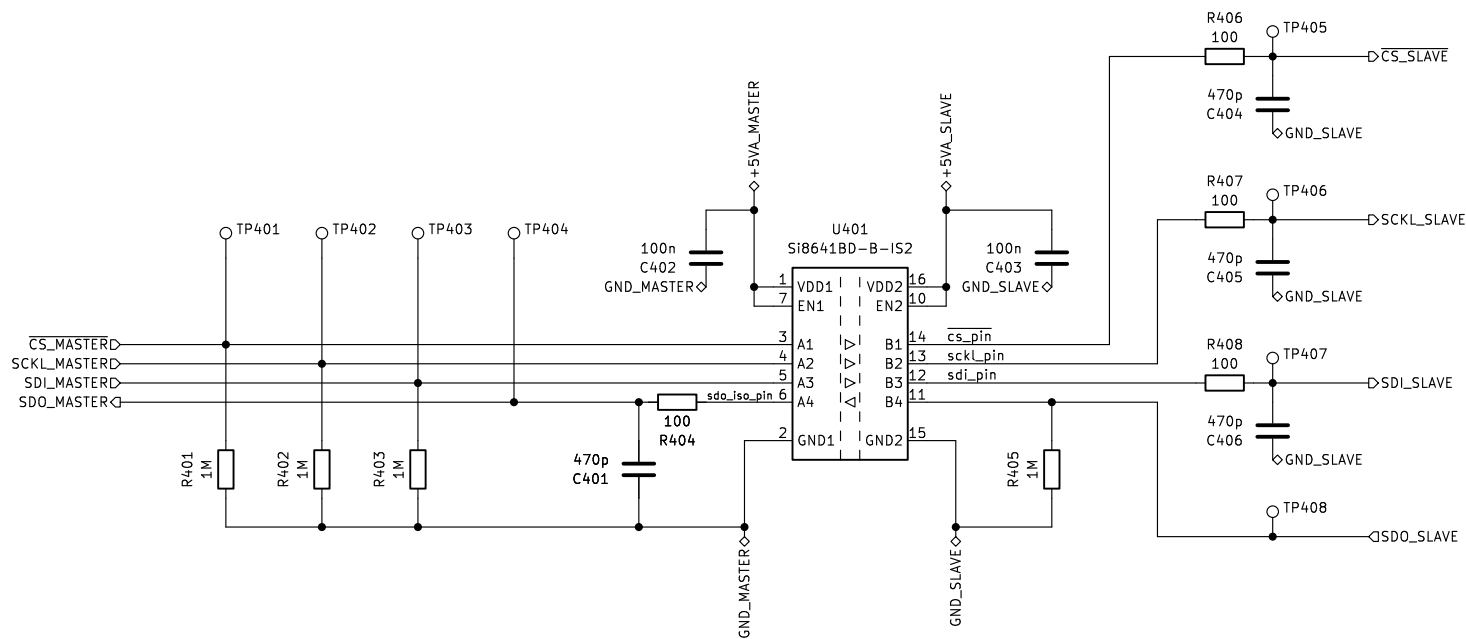 R406
100
TP405
CS_SLAVE
470p
C404
GND_SLAVE
+5VA_MASTER
+5VA_SLAVE
R407
100
TP406
SCKL_SLAVE
470p
C405
GND_SLAVE
TP401
TP402
TP403
TP404
100n
C402
GND_MASTER
U401
Si8641BD-B-IS2
100n
C403
GND_SLAVE
1
VDD1
VDD2
16
7
EN1
EN2
10
CS_MASTER
3
A1
B1
14
cs_pin
SCKL_MASTER
4
A2
B2
13
sckl_pin
SDI_MASTER
5
A3
B3
12
sdi_pin
SDO_MASTER
sdo_iso_pin
6
A4
B4
11
2
GND1
GND2
15
R408
100
TP407
SDI_SLAVE
470p
C406
GND_SLAVE
100
R404
R401
1M
R402
1M
R403
1M
470p
C401
R405
1M
TP408
SDO_SLAVE
GND_MASTER
GND_SLAVE